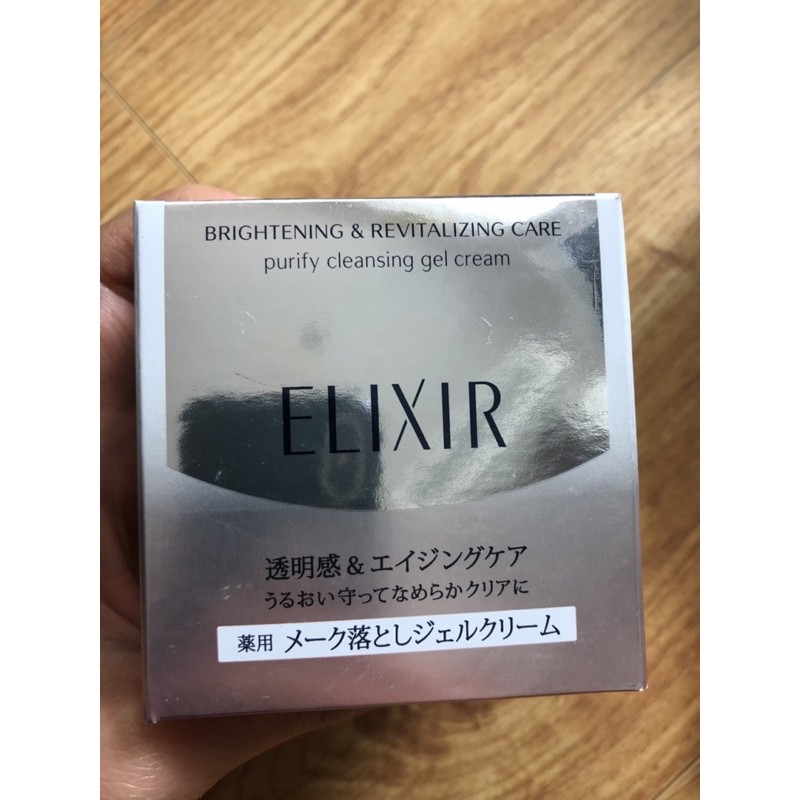 BRIGHTENING & REVITALIZING CARE
purify cleansing gel cream
ELIXIR
透明感&エイジングケア
うるおい守ってなめらかクリアに
薬用 メーク落としジェルクリーム